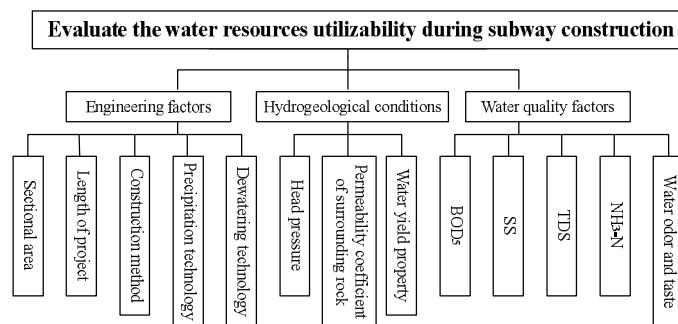 Evaluate the water resources utilizability during subway construction
Engineering factors
Hydrogeological conditions
Water quality factors
Sectional area
Length of project
Construction method
Precipitation technology
Dewatering technology
Head pressure
Permeability coefficient
of surrounding rock
Water yield property
BOD₅
SS
TDS
NH₃-N
Water odor and taste